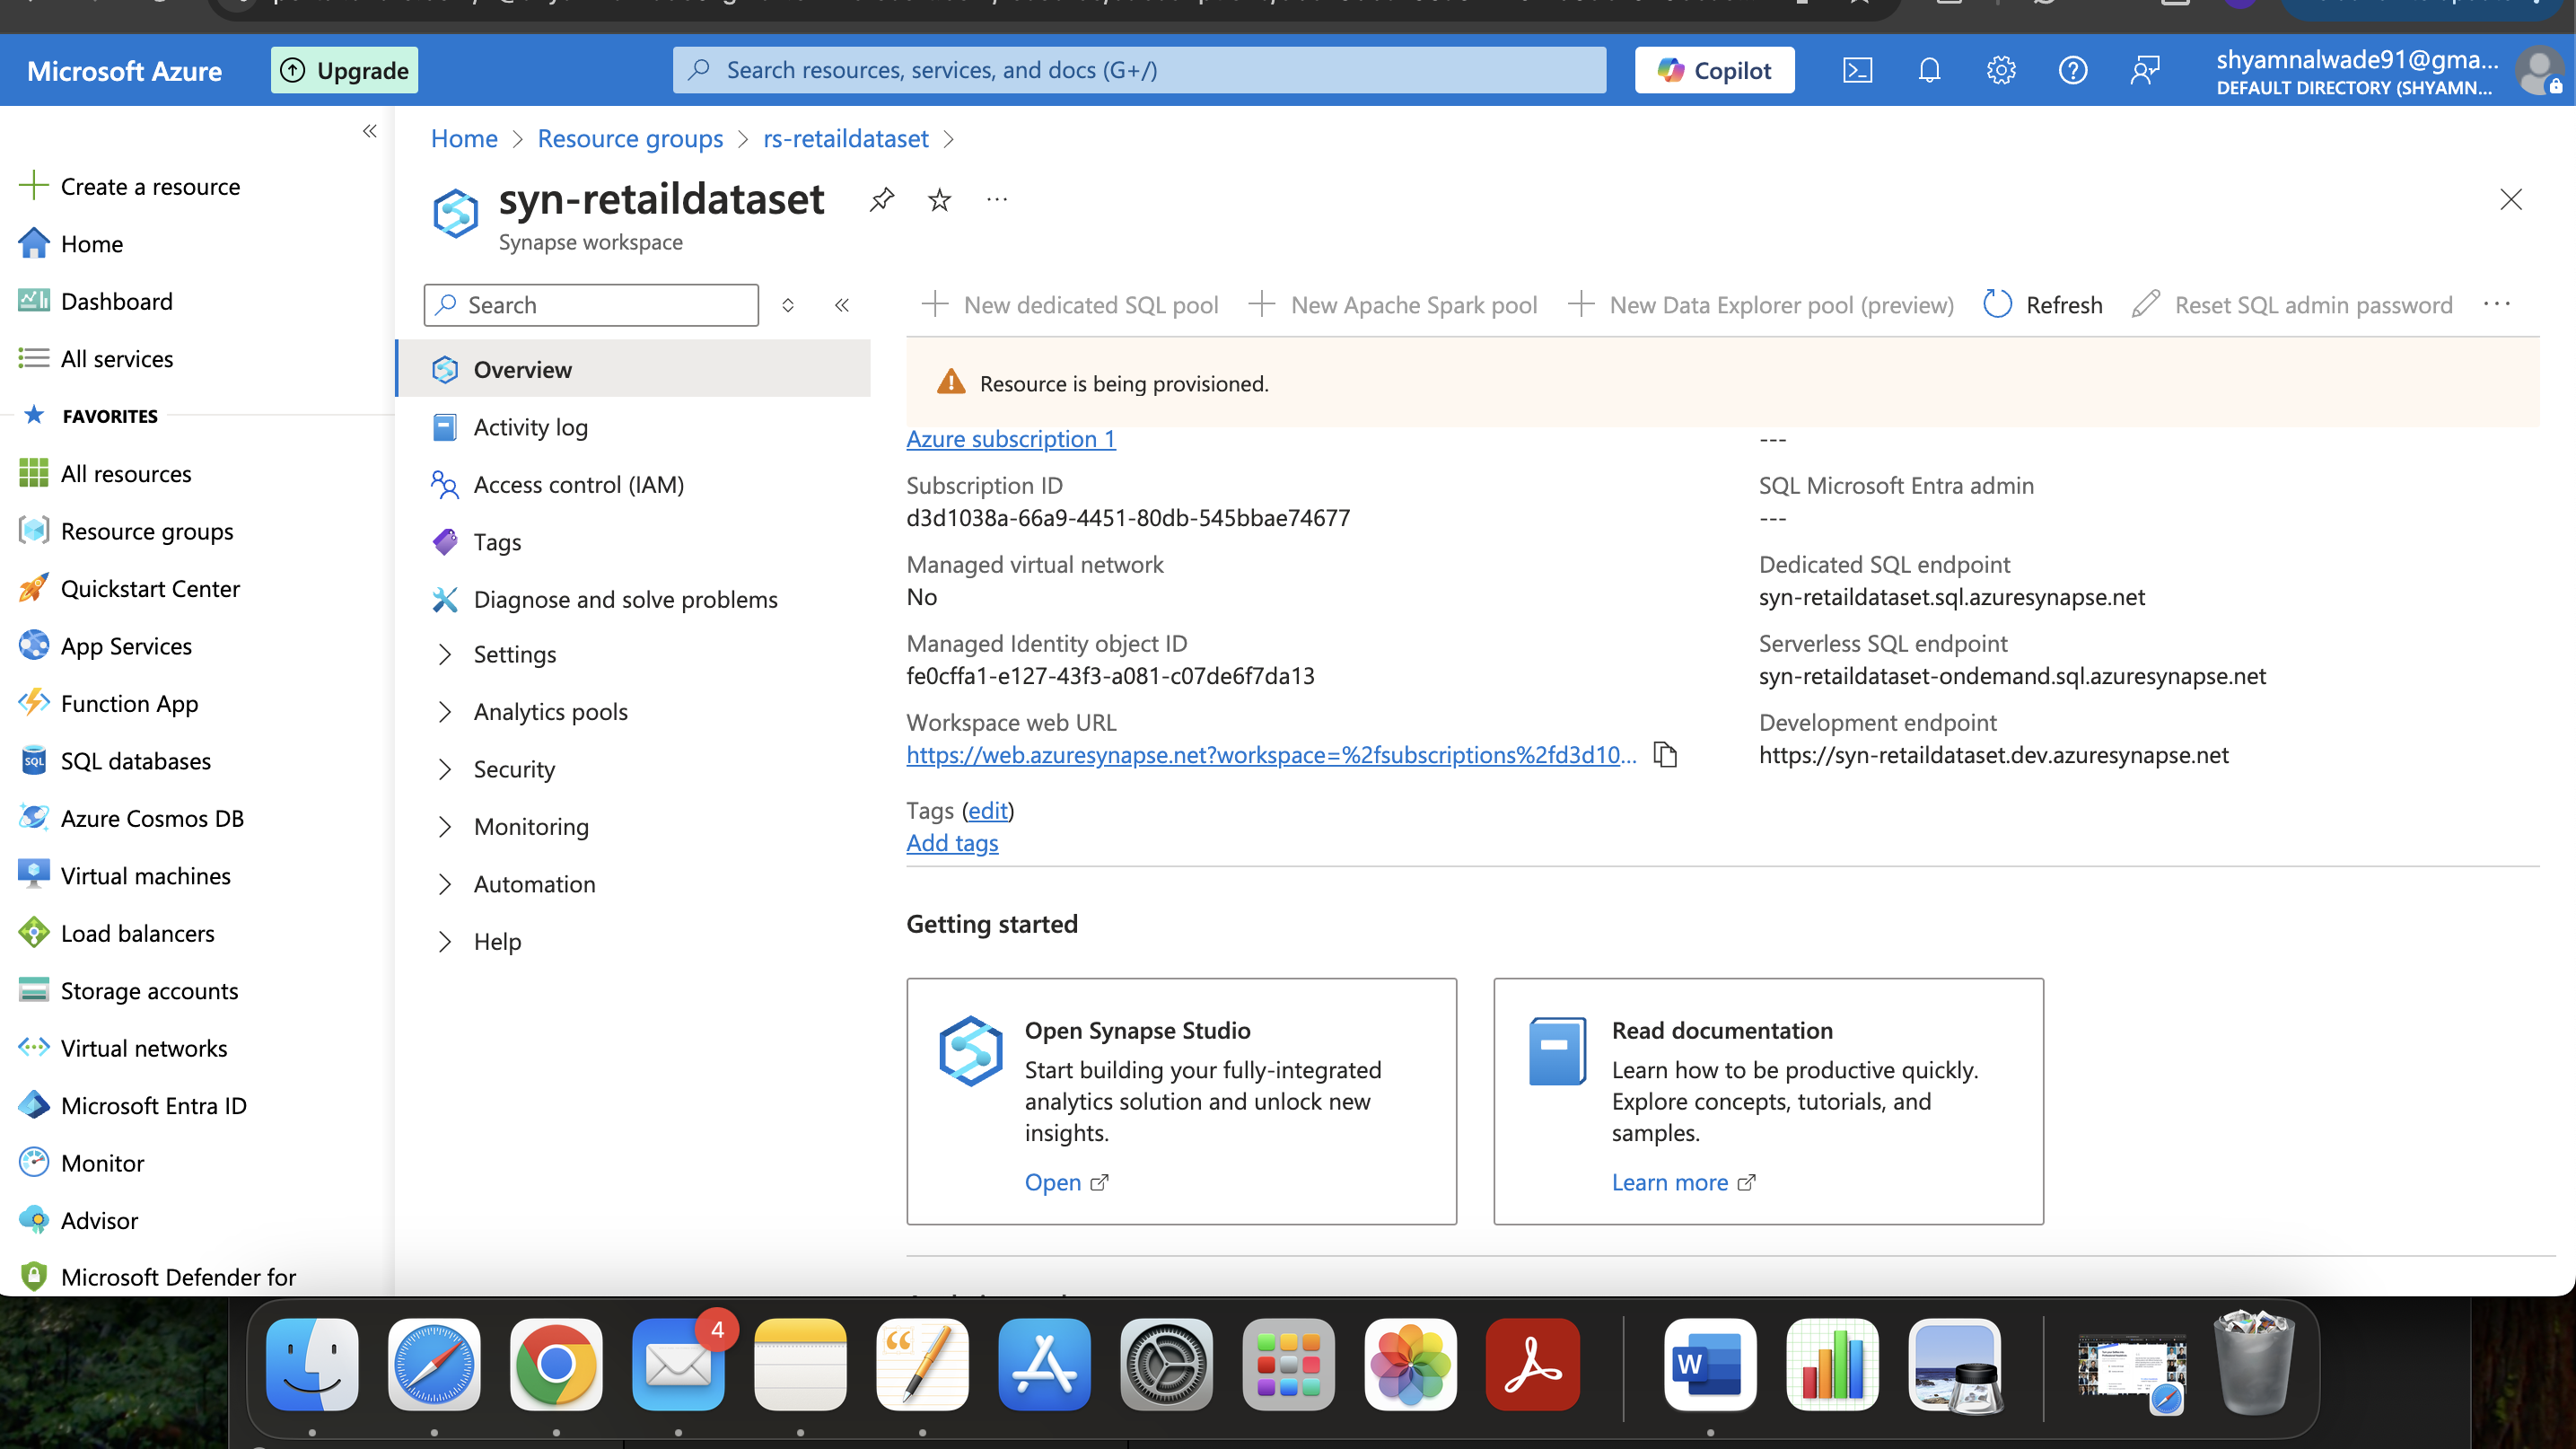 Microsoft Azure
Upgrade
Search resources, services, and docs (G+/)
Copilot
shyamnalwade91@gma...
DEFAULT DIRECTORY (SHYAMN...
Create a resource
Home
Dashboard
All services
FAVORITES
All resources
Resource groups
Quickstart Center
App Services
Function App
SQL databases
Azure Cosmos DB
Virtual machines
Load balancers
Storage accounts
Virtual networks
Microsoft Entra ID
Monitor
Advisor
Microsoft Defender for
Home > Resource groups > rs-retaildataset >
syn-retaildataset
Synapse workspace
Search
Overview
Activity log
Access control (IAM)
Tags
Diagnose and solve problems
Settings
Analytics pools
Security
Monitoring
Automation
Help
New dedicated SQL pool
New Apache Spark pool
New Data Explorer pool (preview)
Refresh
Reset SQL admin password
Resource is being provisioned.
Azure subscription 1
Subscription ID
d3d1038a-66a9-4451-80db-545bbae74677
Managed virtual network
No
Managed Identity object ID
fe0cffa1-e127-43f3-a081-c07de6f7da13
Workspace web URL
https://web.azuresynapse.net?workspace=%2fsubscriptions%2fd3d10...
---
SQL Microsoft Entra admin
---
Dedicated SQL endpoint
syn-retaildataset.sql.azuresynapse.net
Serverless SQL endpoint
syn-retaildataset-ondemand.sql.azuresynapse.net
Development endpoint
https://syn-retaildataset.dev.azuresynapse.net
Tags (edit)
Add tags
Getting started
Open Synapse Studio
Start building your fully-integrated
analytics solution and unlock new
insights.
Open
Read documentation
Learn how to be productive quickly.
Explore concepts, tutorials, and
samples.
Learn more
4
W